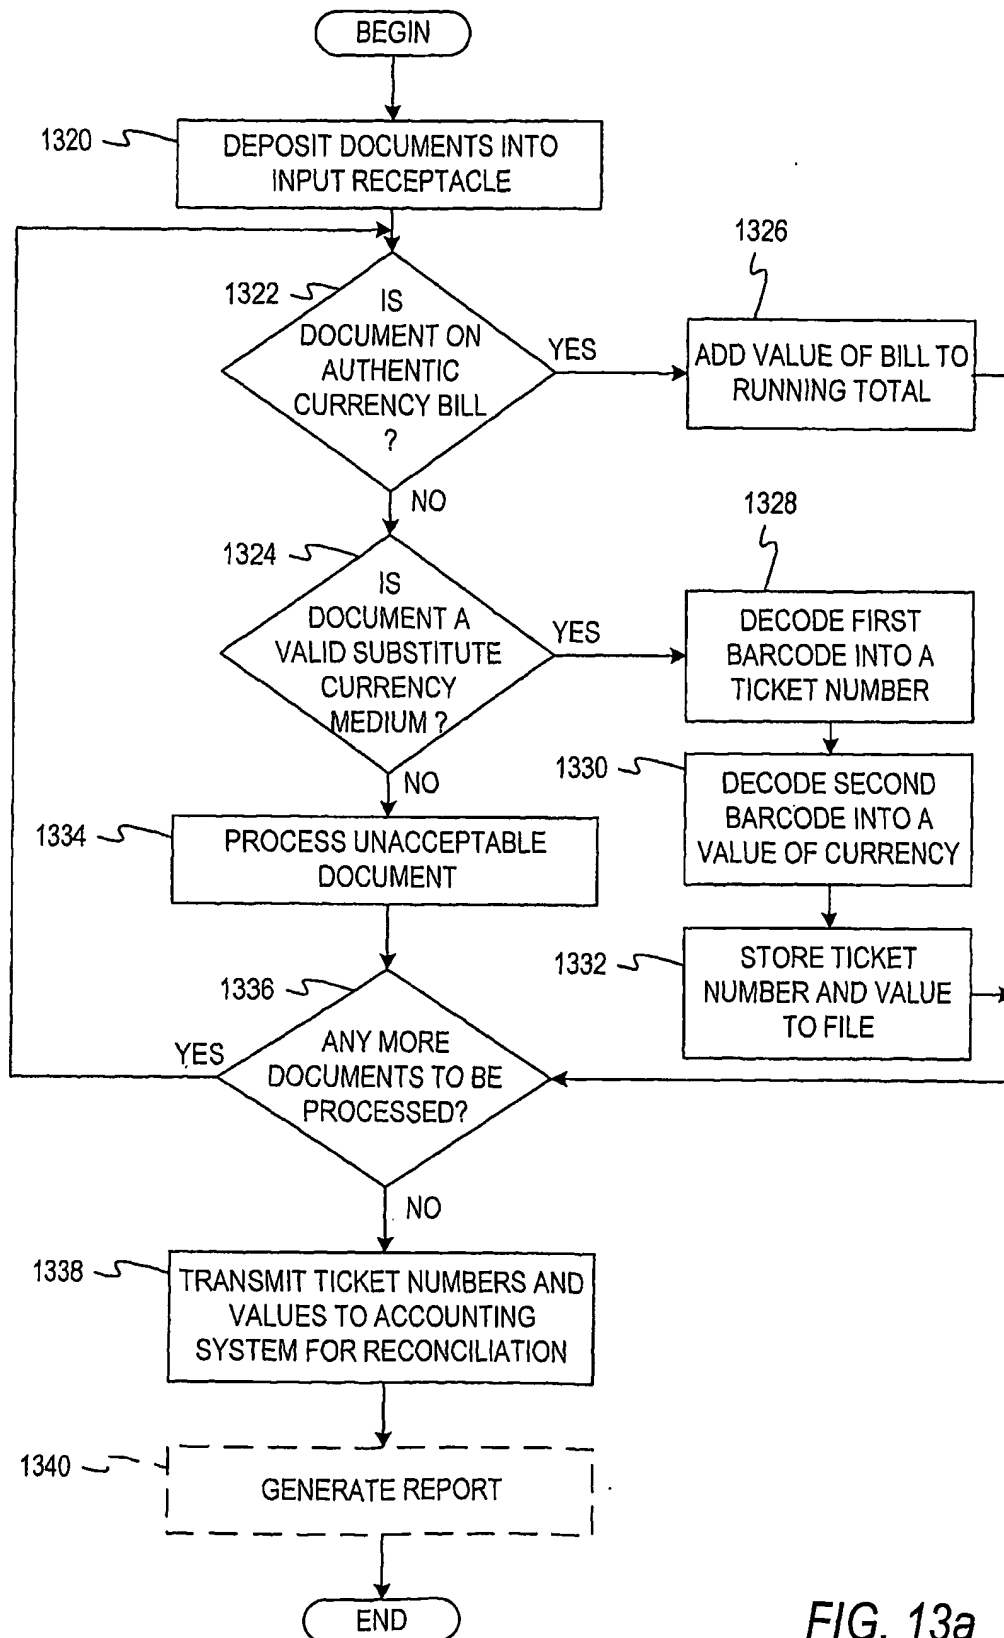 BEGIN
1320
DEPOSIT DOCUMENTS INTO
INPUT RECEPTACLE
1322
IS
DOCUMENT ON
AUTHENTIC
CURRENCY BILL
?
YES
1326
ADD VALUE OF BILL TO
RUNNING TOTAL
NO
1324
IS
DOCUMENT A
VALID SUBSTITUTE
CURRENCY
MEDIUM ?
YES
1328
DECODE FIRST
BARCODE INTO A
TICKET NUMBER
1330
DECODE SECOND
BARCODE INTO A
VALUE OF CURRENCY
1332
STORE TICKET
NUMBER AND VALUE
TO FILE
NO
1334
PROCESS UNACCEPTABLE
DOCUMENT
1336
ANY MORE
DOCUMENTS TO BE
PROCESSED?
YES
NO
1338
TRANSMIT TICKET NUMBERS AND
VALUES TO ACCOUNTING
SYSTEM FOR RECONCILIATION
1340
GENERATE REPORT
END
FIG. 13a